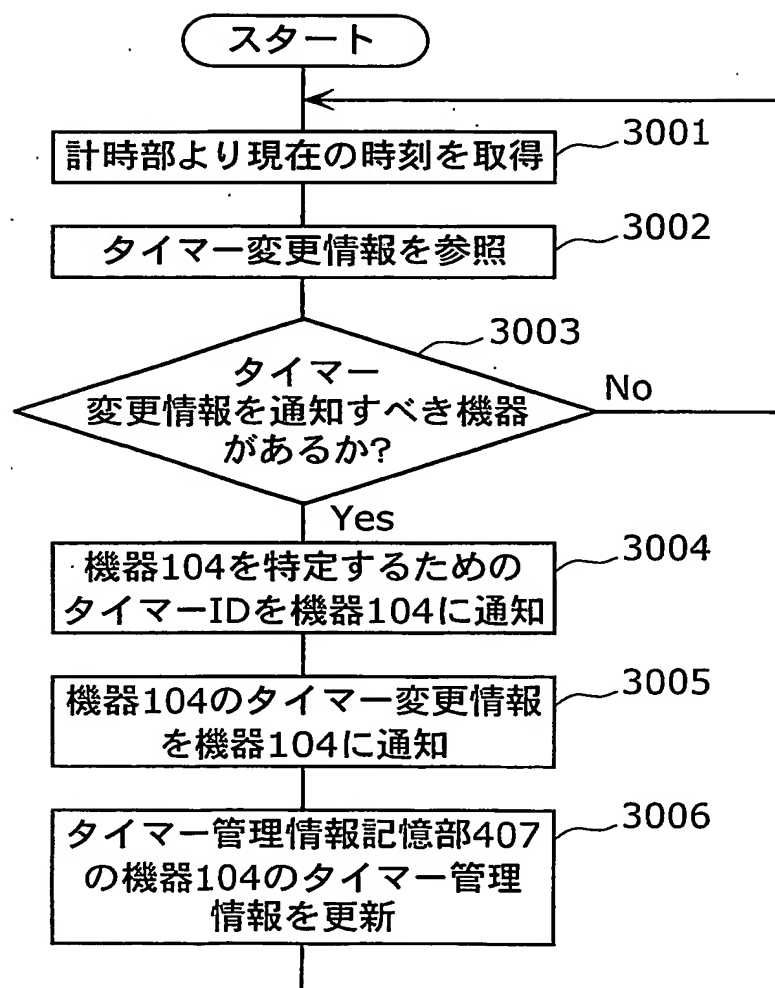 スタート
計時部より現在の時刻を取得
3001
タイマー変更情報を参照
3002
3003
タイマー
変更情報を通知すべき機器
があるか?
No
Yes
機器104を特定するための
タイマーIDを機器104に通知
3004
機器104のタイマー変更情報
を機器104に通知
3005
タイマー管理情報記憶部407
の機器104のタイマー管理
情報を更新
3006